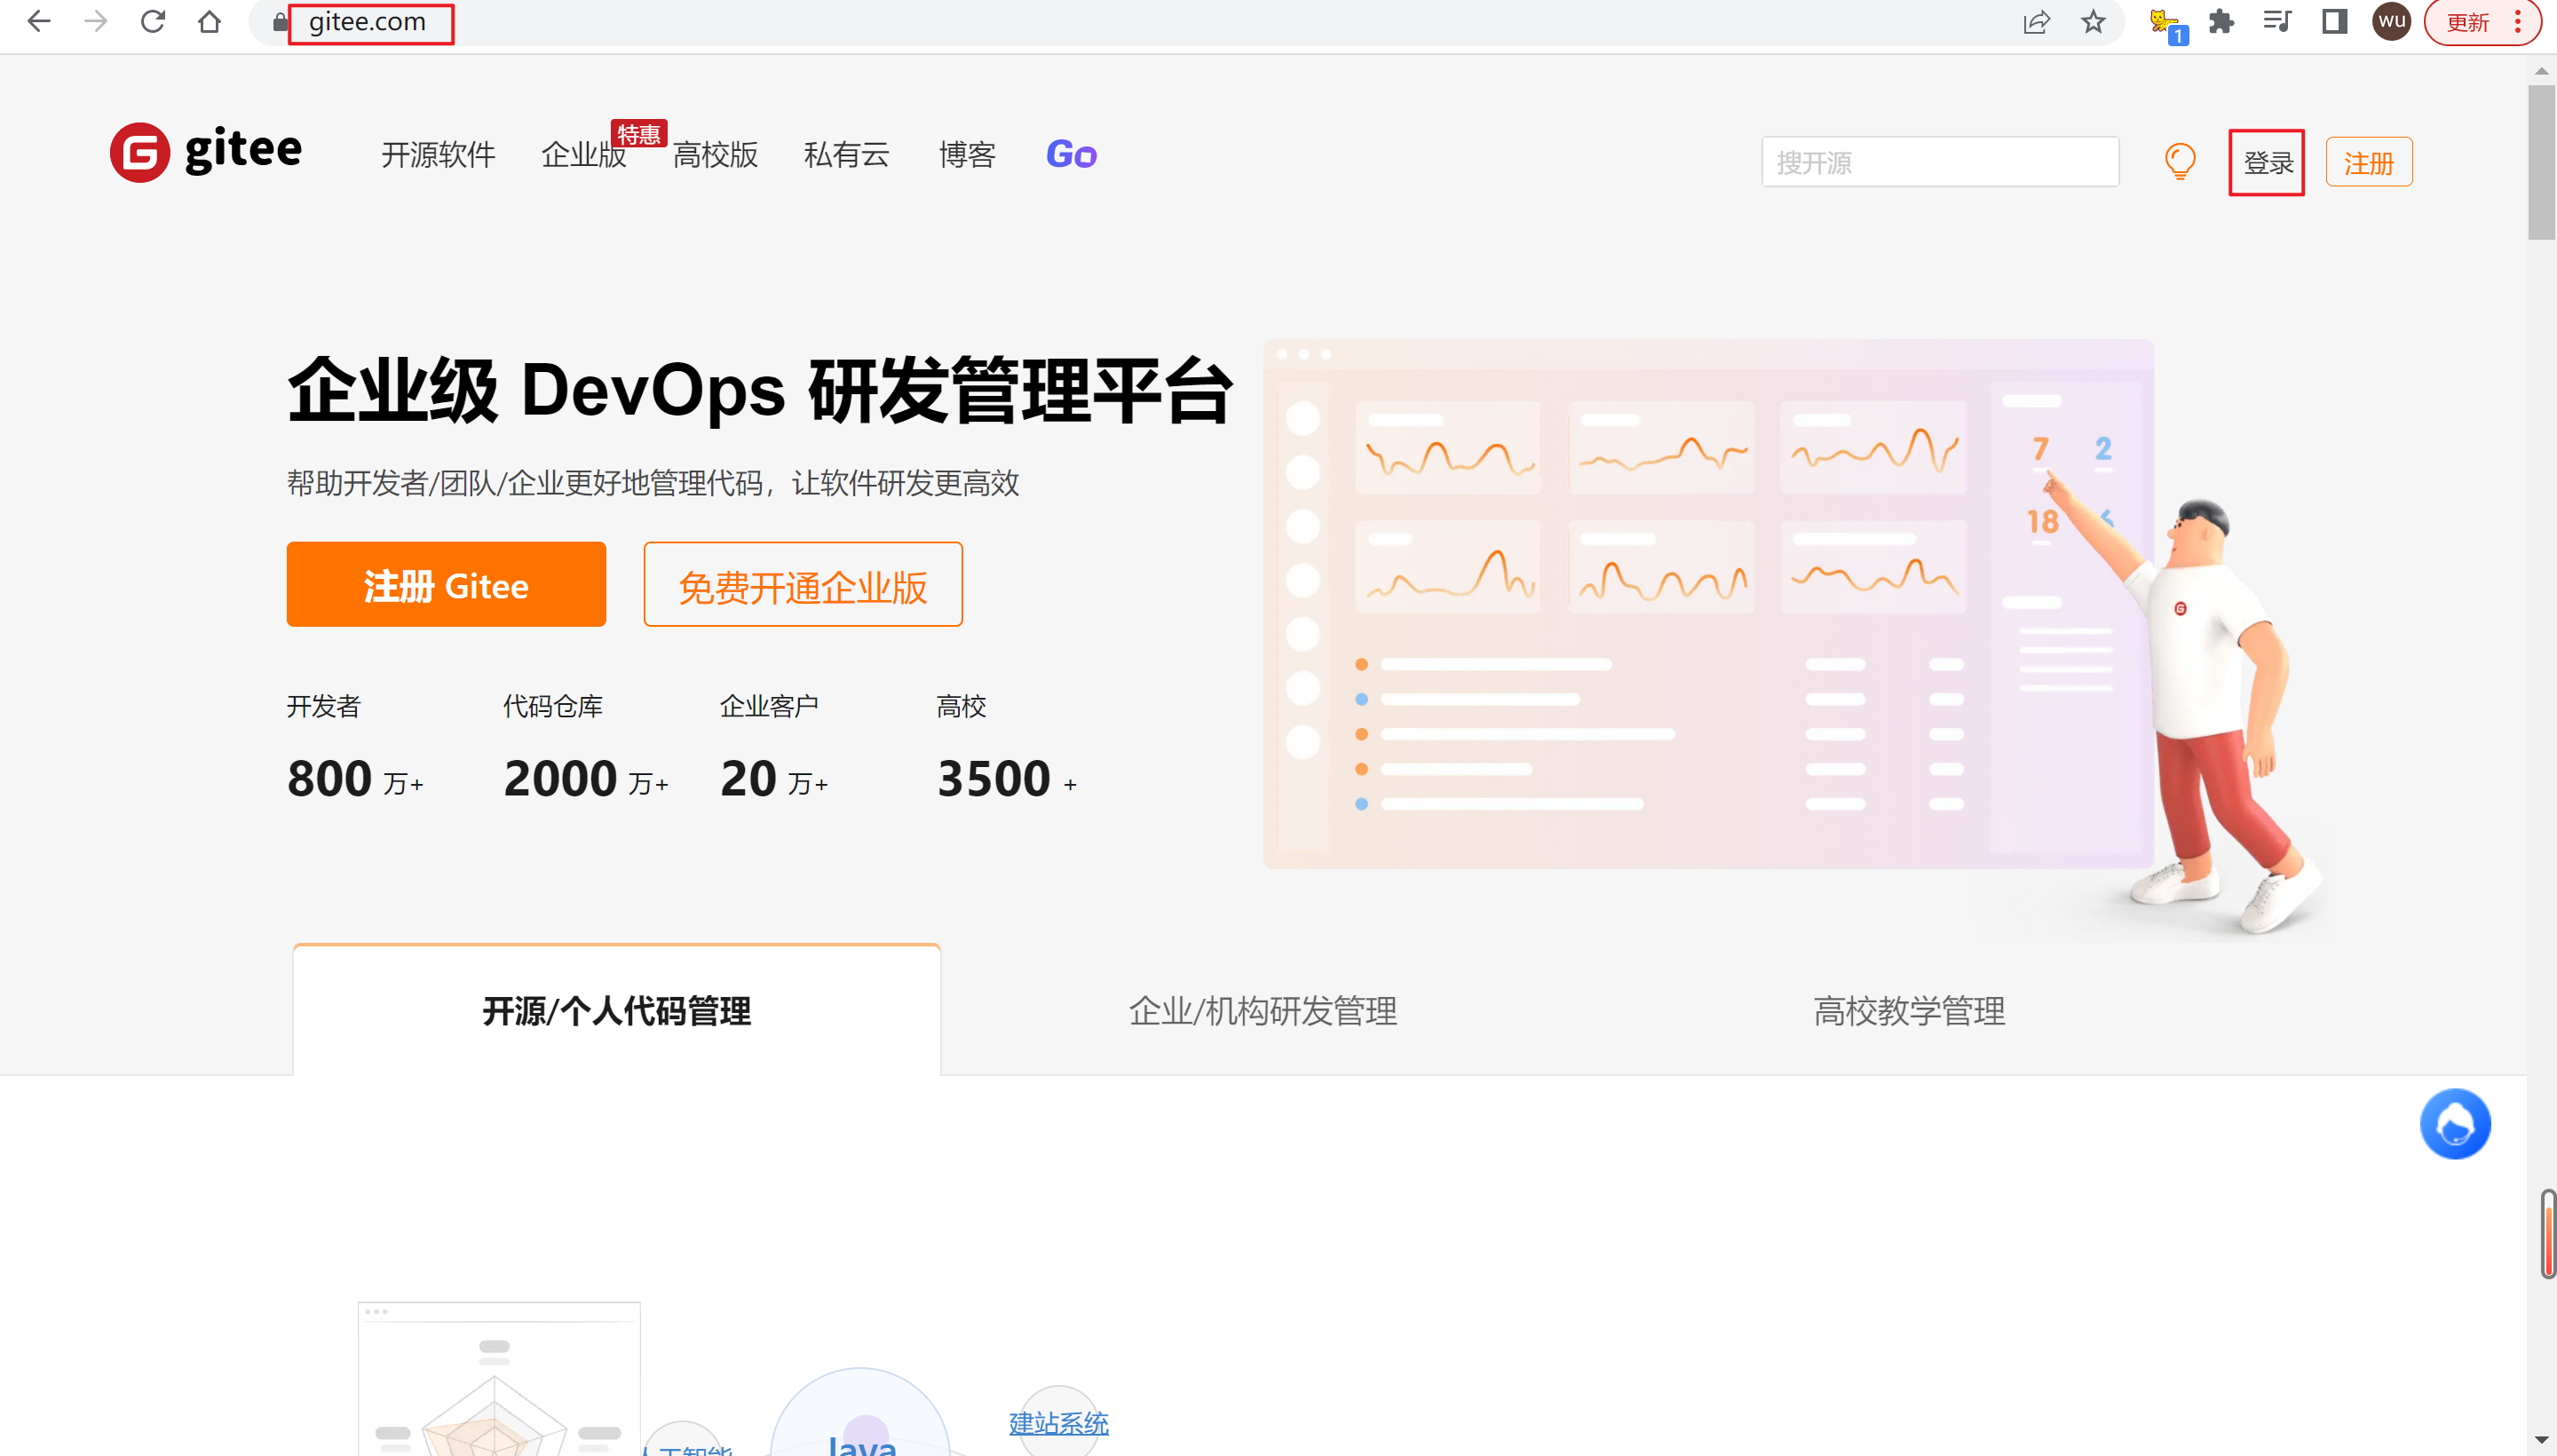 gitee.com
1
wu
更新
gitee
开源软件
企业版
特惠
高校版
私有云
博客
Go
搜开源
登录
注册
企业级 DevOps 研发管理平台
帮助开发者/团队/企业更好地管理代码，让软件研发更高效
注册 Gitee
免费开通企业版
开发者
代码仓库
企业客户
高校
800 万+
2000 万+
20 万+
3500 +
7
2
18
6
开源/个人代码管理
企业/机构研发管理
高校教学管理
建站系统
人工智能
Java